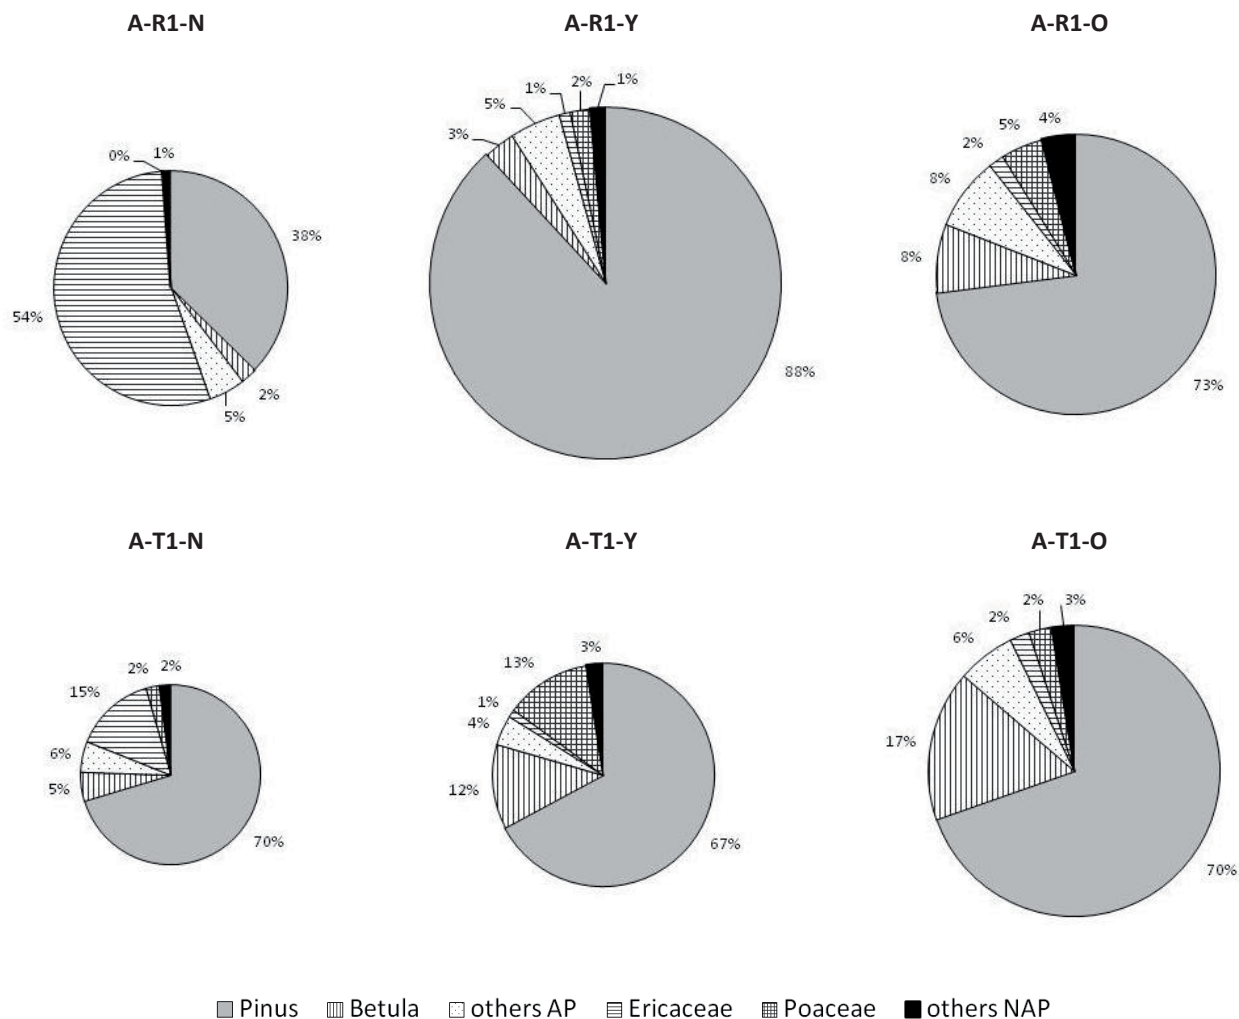 A-R1-N A-R1-Y A-R1-O
0% 1% 38% 54% 2% 5%
3% 5% 1% 2% 1% 88%
8% 8% 2% 5% 4% 73%
A-T1-N A-T1-Y A-T1-O
5% 6% 15% 2% 2% 70%
12% 4% 1% 13% 3% 67%
17% 6% 2% 2% 3% 70%
Pinus Betula others AP Ericaceae Poaceae others NAP